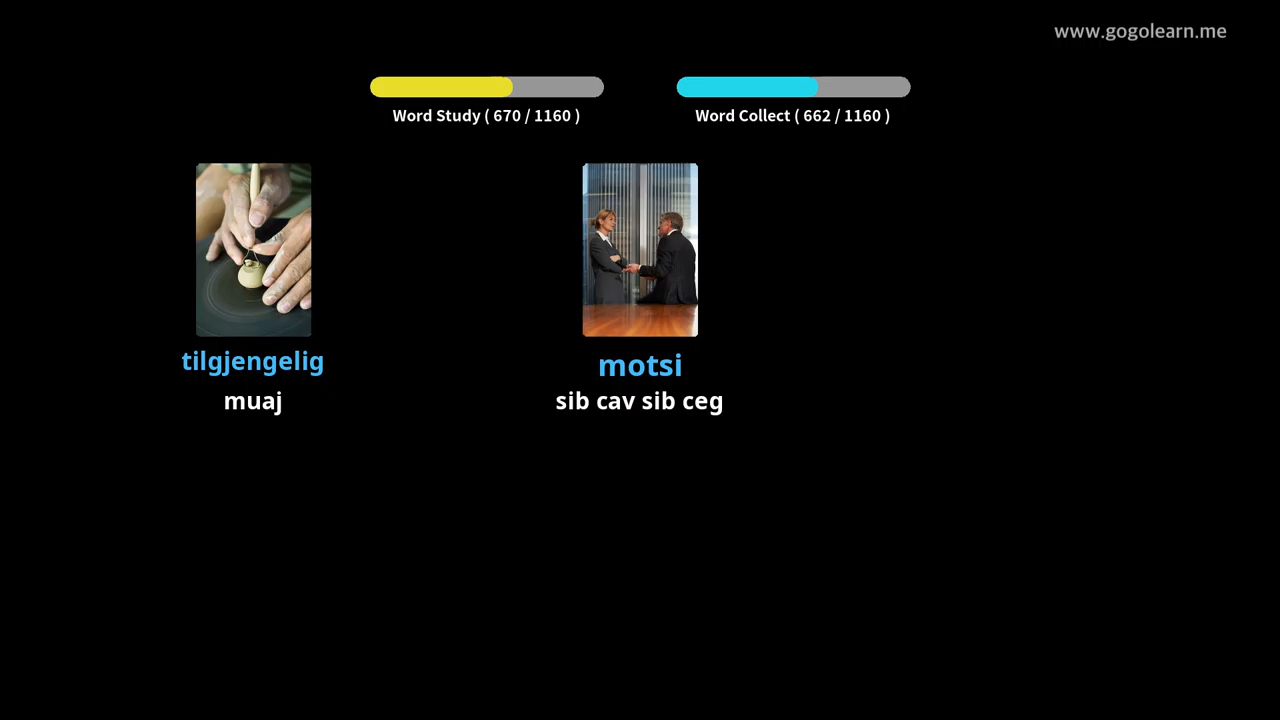 www.gogolearn.me
Word Study ( 670 / 1160 )
Word Collect ( 662 / 1160 )
tilgjengelig
muaj
motsi
sib cav sib ceg